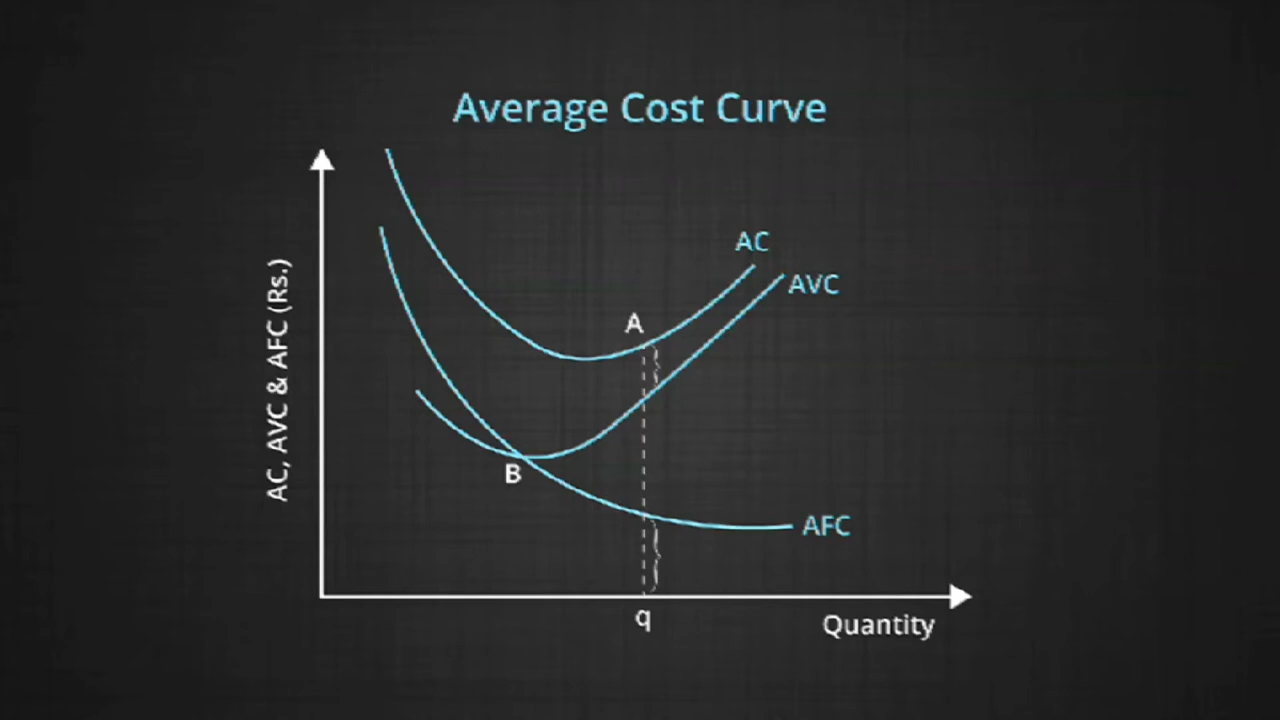 Average Cost Curve
AC, AVC & AFC (Rs.)
AC
AVC
A
B
AFC
q
Quantity